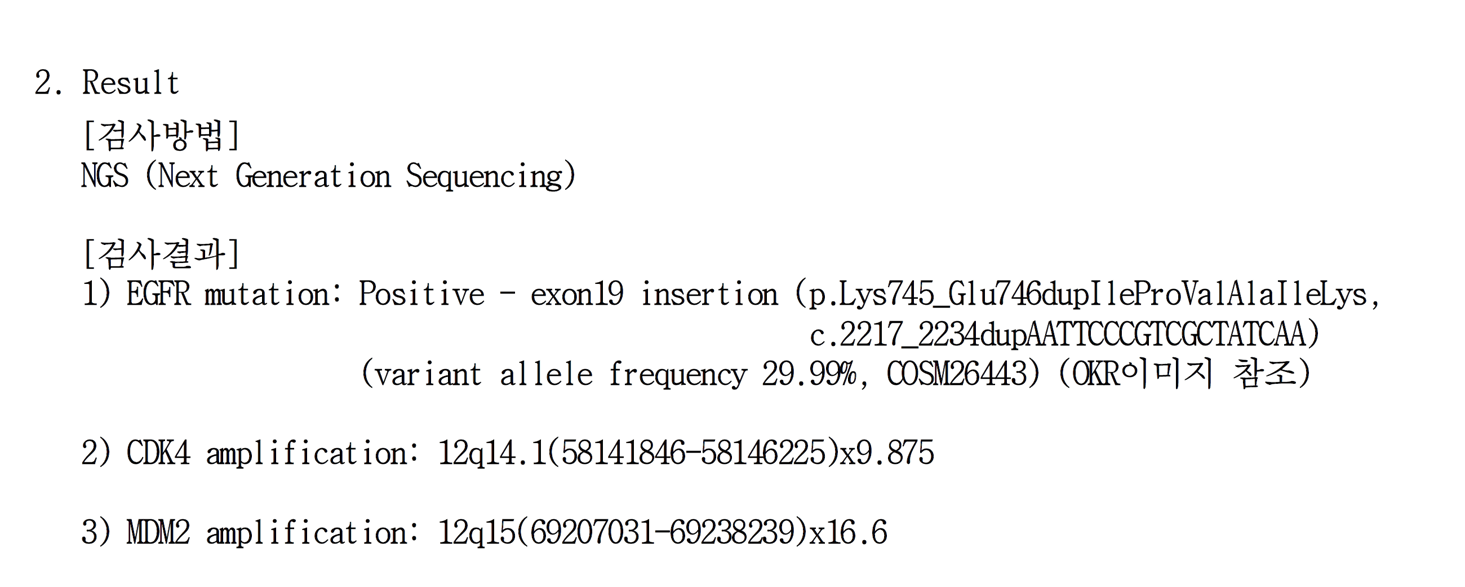 2. Result
[검사방법]
NGS (Next Generation Sequencing)
[검사결과]
1) EGFR mutation: Positive - exon19 insertion (p.Lys745_Glu746dupIleProValAlaIleLys,
c.2217_2234dupAATTCCCGTCGCTATCAA)
(variant allele frequency 29.99%, COSM26443) (OKR이미지 참조)
2) CDK4 amplification: 12q14.1(58141846-58146225)x9.875
3) MDM2 amplification: 12q15(69207031-69238239)x16.6